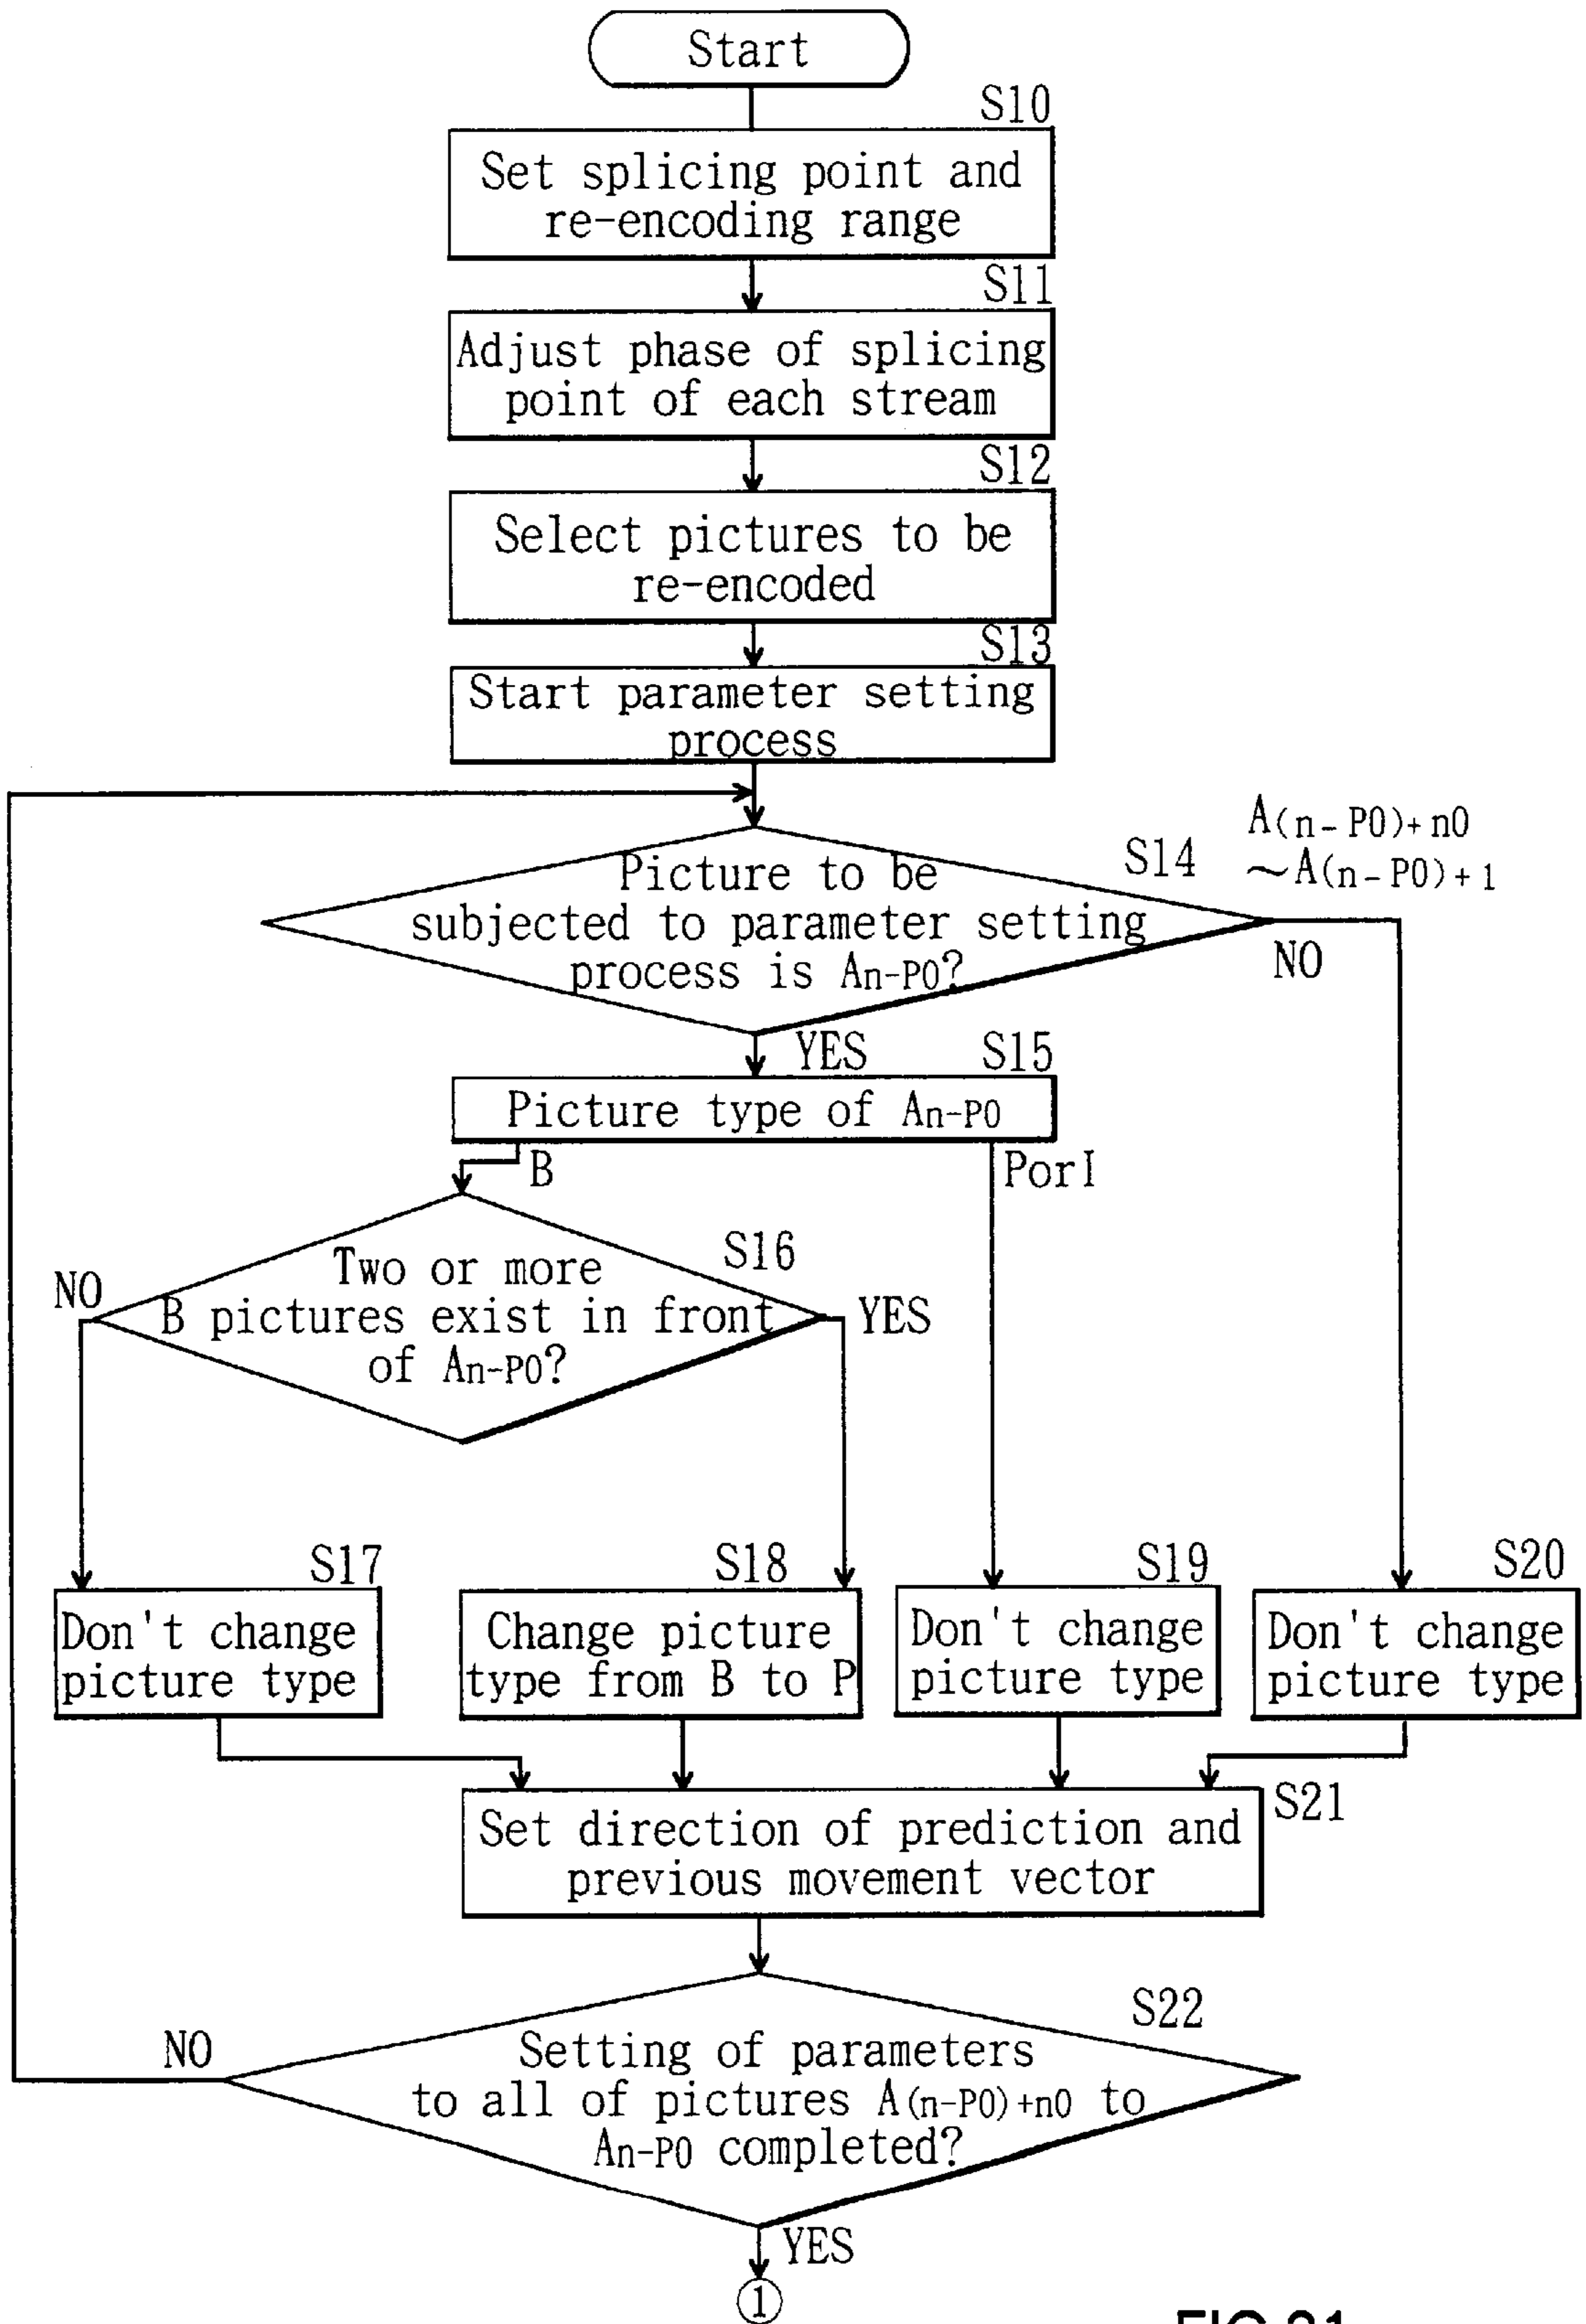 Start
S10
Set splicing point and
re-encoding range
S11
Adjust phase of splicing
point of each stream
S12
Select pictures to be
re-encoded
S13
Start parameter setting
process
A(n-P0)+n0
~A(n-P0)+1
S14
Picture to be
subjected to parameter setting
process is An-P0?
NO
YES
S15
Picture type of An-P0
B
PorI
S16
Two or more
B pictures exist in front
of An-P0?
NO
YES
S17
Don't change
picture type
S18
Change picture
type from B to P
S19
Don't change
picture type
S20
Don't change
picture type
S21
Set direction of prediction and
previous movement vector
S22
Setting of parameters
to all of pictures A(n-P0)+n0 to
An-P0 completed?
NO
YES
1
FIG.31